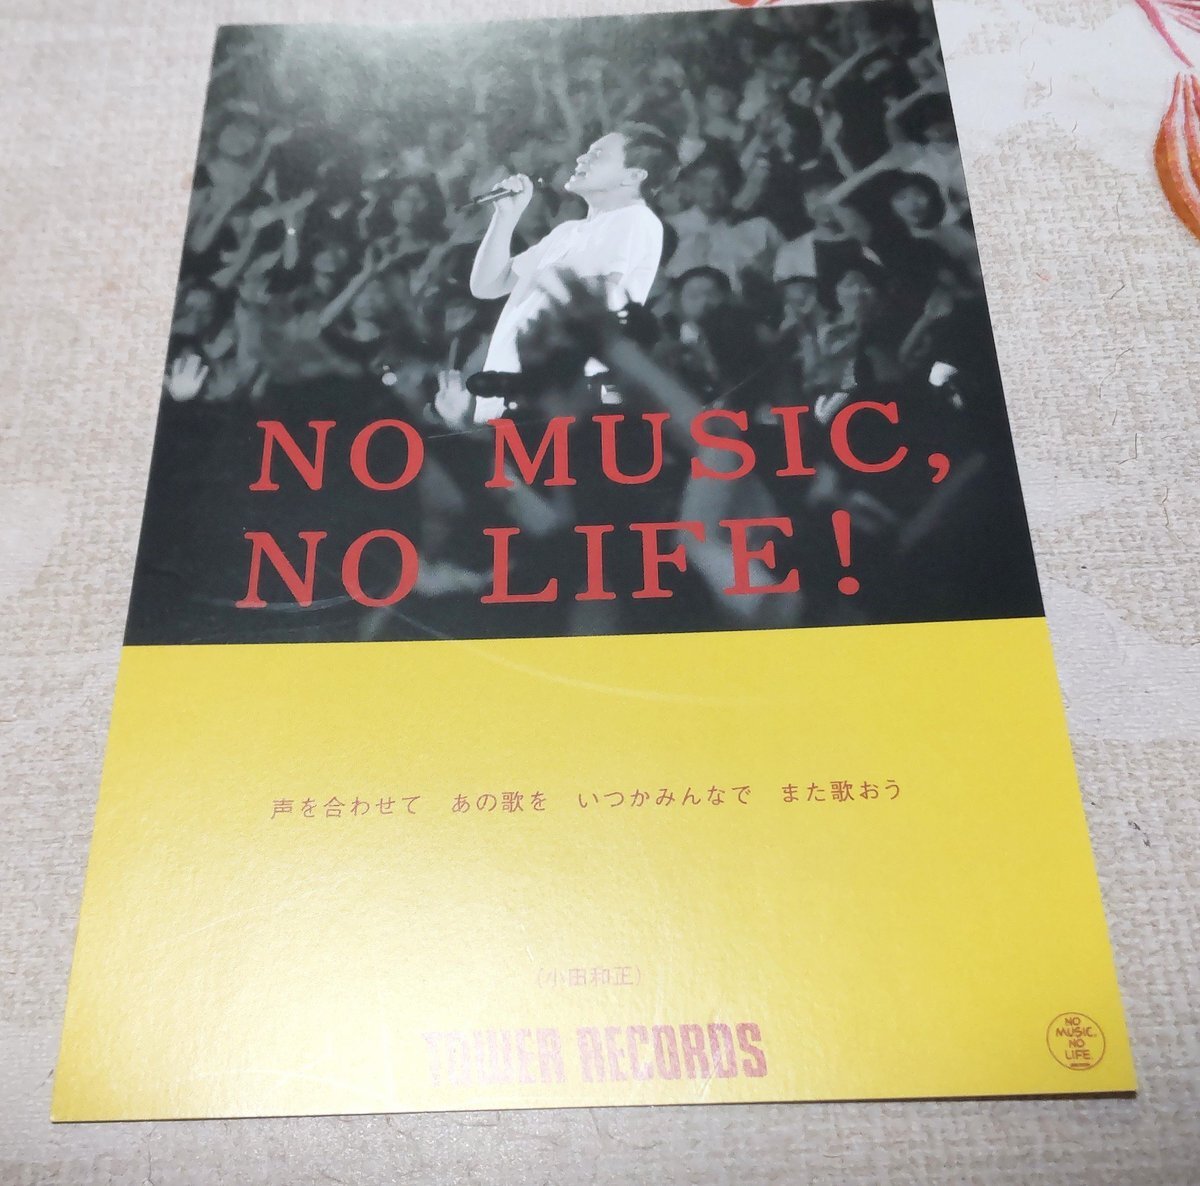 NO MUSIC,
NO LIFE!
声を合わせて　あの歌を　いつかみんなで　また歌おう
(小田和正)
TOWER RECORDS
NO
MUSIC,
NO
LIFE.